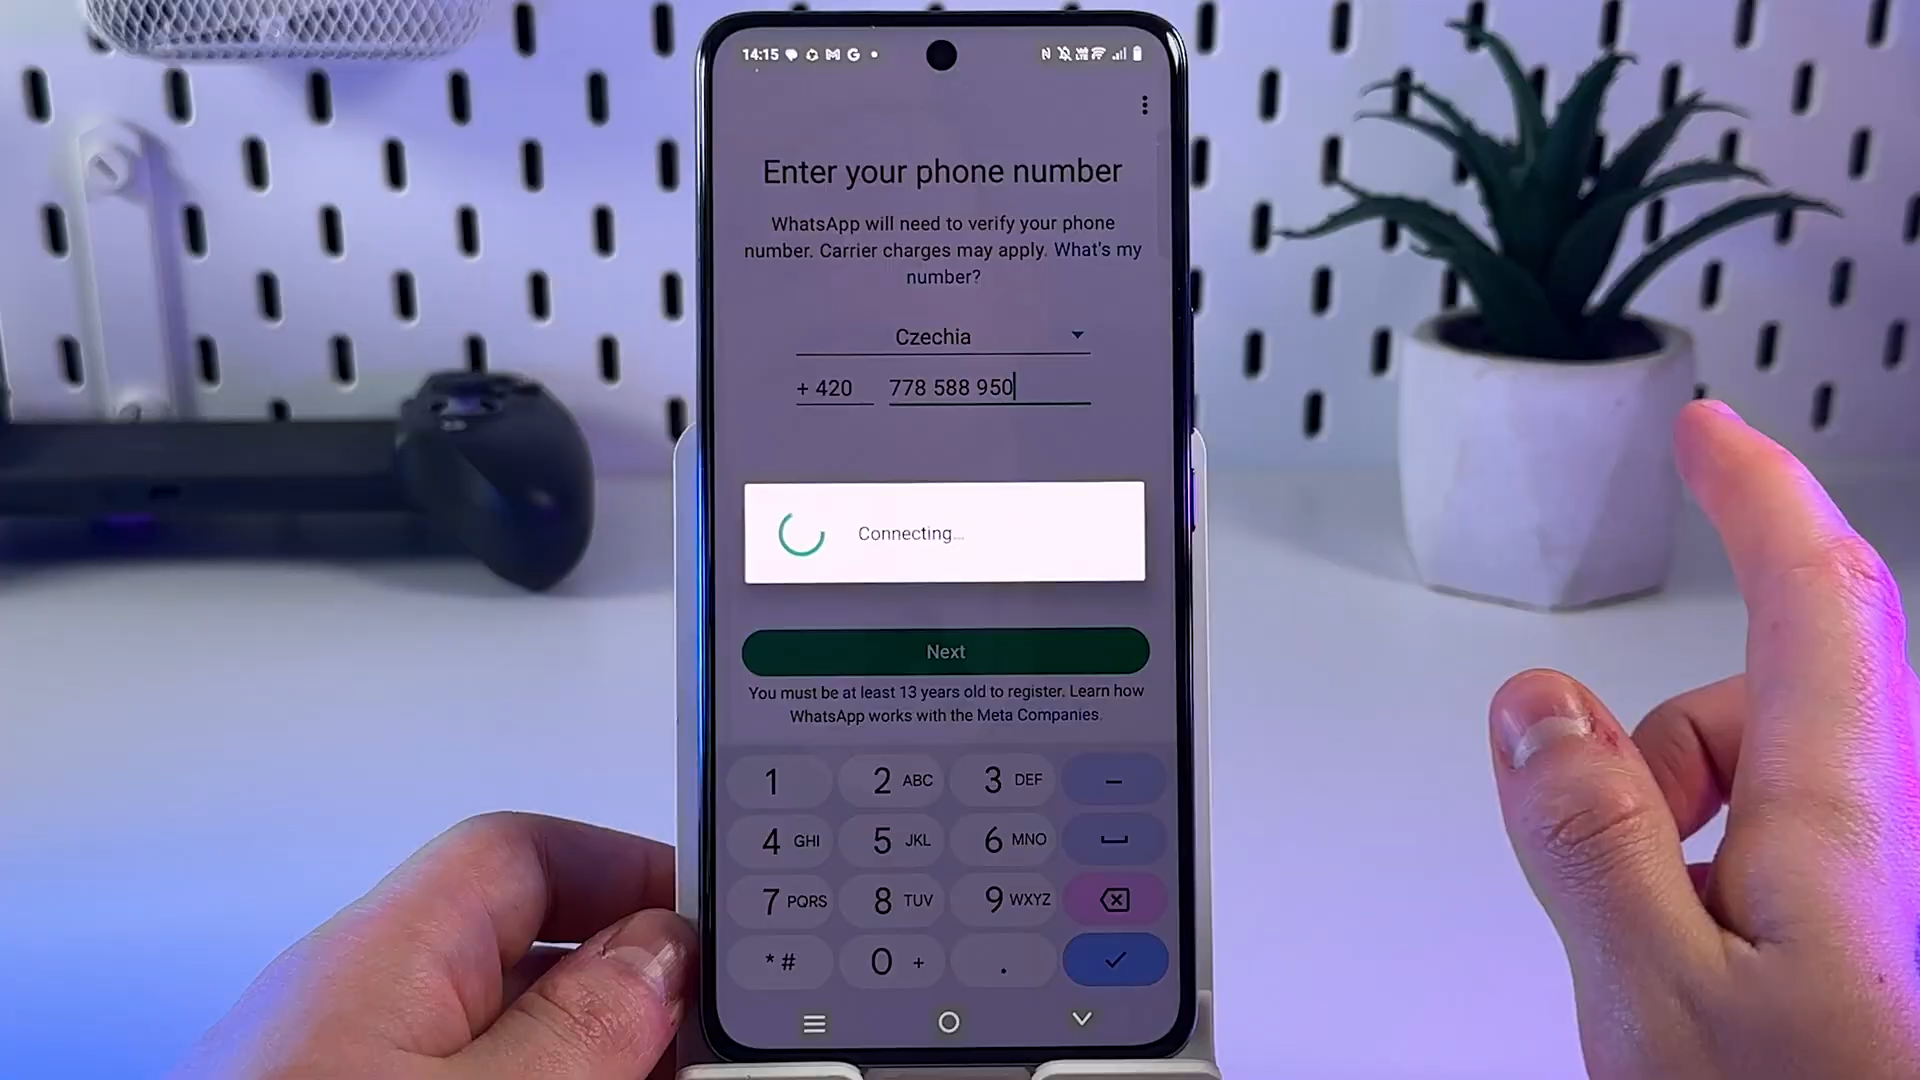 14:15
Enter your phone number
WhatsApp will need to verify your phone
number. Carrier charges may apply. What's my
number?
Czechia
+ 420 778 588 950
Connecting...
Next
You must be at least 13 years old to register. Learn how
WhatsApp works with the Meta Companies.
1 2 ABC 3 DEF -
4 GHI 5 JKL 6 MNO
7 PQRS 8 TUV 9 WXYZ
* # 0 + .